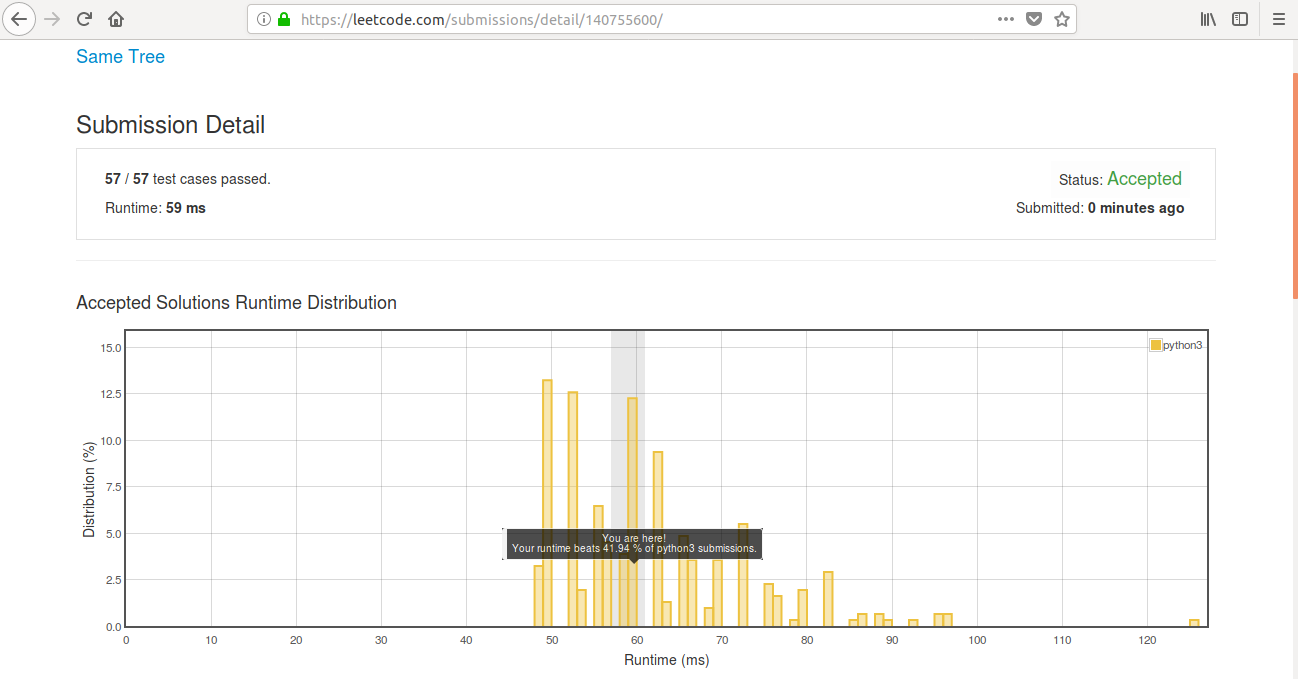 https://leetcode.com/submissions/detail/140755600/
Same Tree
Submission Detail
57 / 57 test cases passed.
Status: Accepted
Runtime: 59 ms
Submitted: 0 minutes ago
Accepted Solutions Runtime Distribution
python3
15.0
12.5
10.0
7.5
5.0
2.5
0.0
Distribution (%)
You are here!
Your runtime beats 41.94 % of python3 submissions.
0 10 20 30 40 50 60 70 80 90 100 110 120
Runtime (ms)